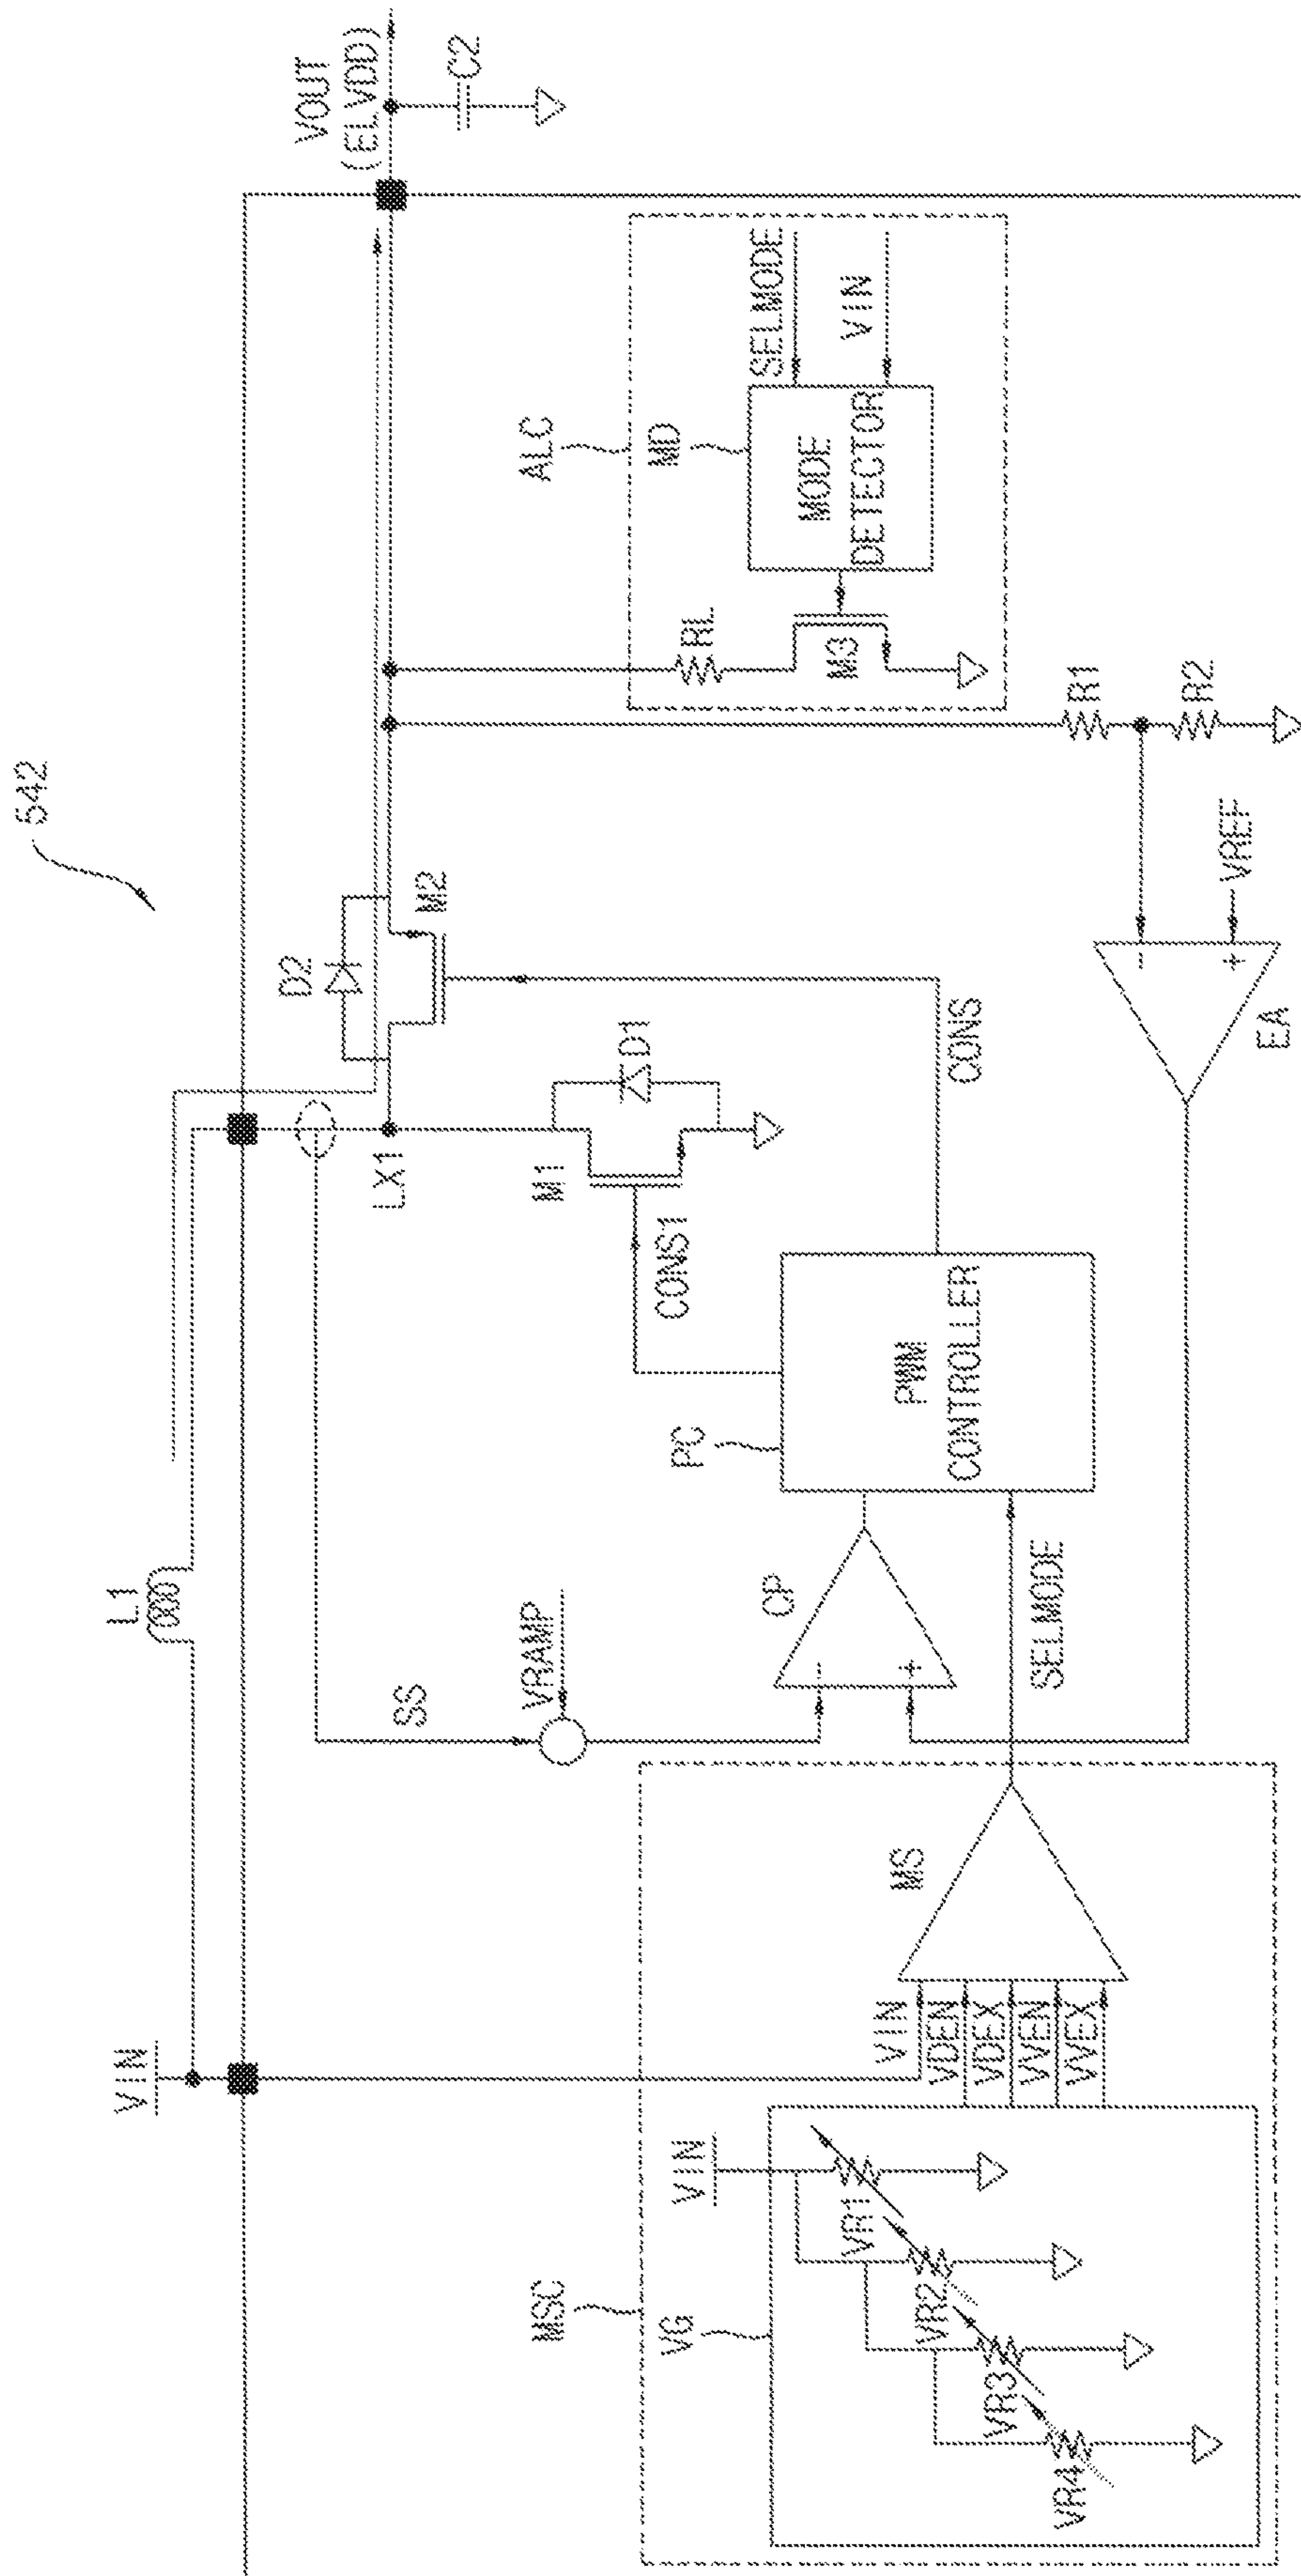 542
VIN
L1
VOUT
(ELVDD)
C2
D2
M2
LX1
SS
VRAMP
M1
D1
CONS1
CONS
ALC
MD
SELMODE
VIN
MODE
DETECTOR
RL
M3
PC
PWM
CONTROLLER
CP
-
+
SELMODE
R1
R2
VREF
-
+
EA
MSC
VG
VIN
VR1
VR2
VR3
VR4
VIN
VDEN
VDEX
VVEN
VVEX
MS